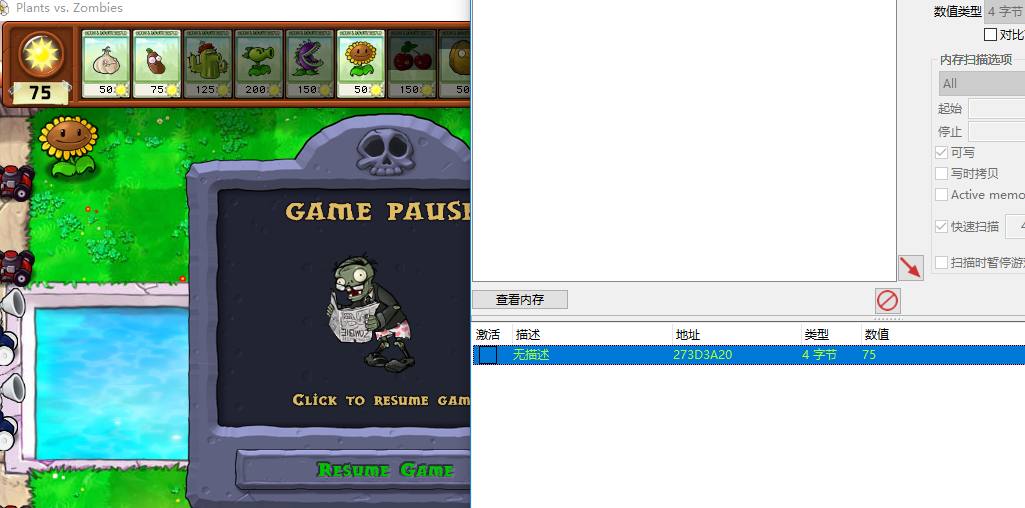 Plants vs. Zombies
75
50
75
125
200
150
50
150
50
GAME PAUSE
CLICK TO RESUME GAM
RESUME GAME
查看内存
激活 描述 地址 类型 数值
无描述 273D3A20 4 字节 75
数值类型 4 字节
对比
内存扫描选项
All
起始
停止
可写
写时拷贝
Active memo
快速扫描 4
扫描时暂停游